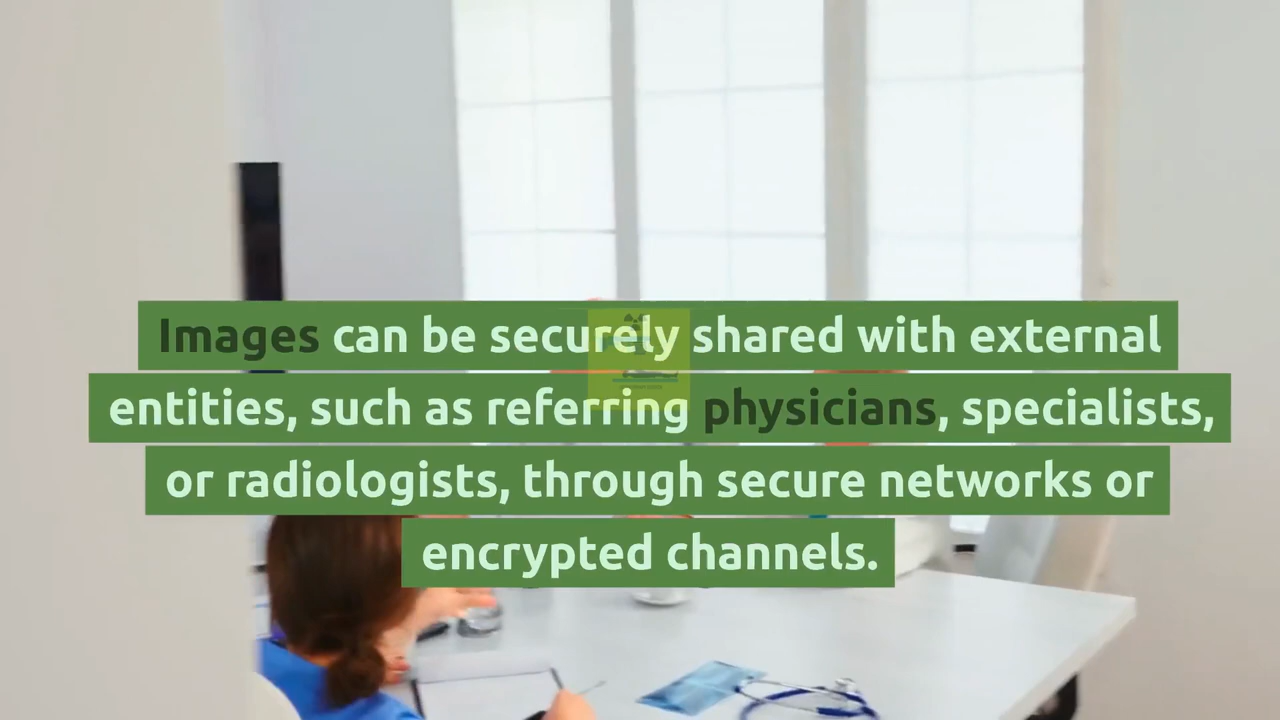 Images can be securely shared with external
entities, such as referring physicians, specialists,
or radiologists, through secure networks or
encrypted channels.